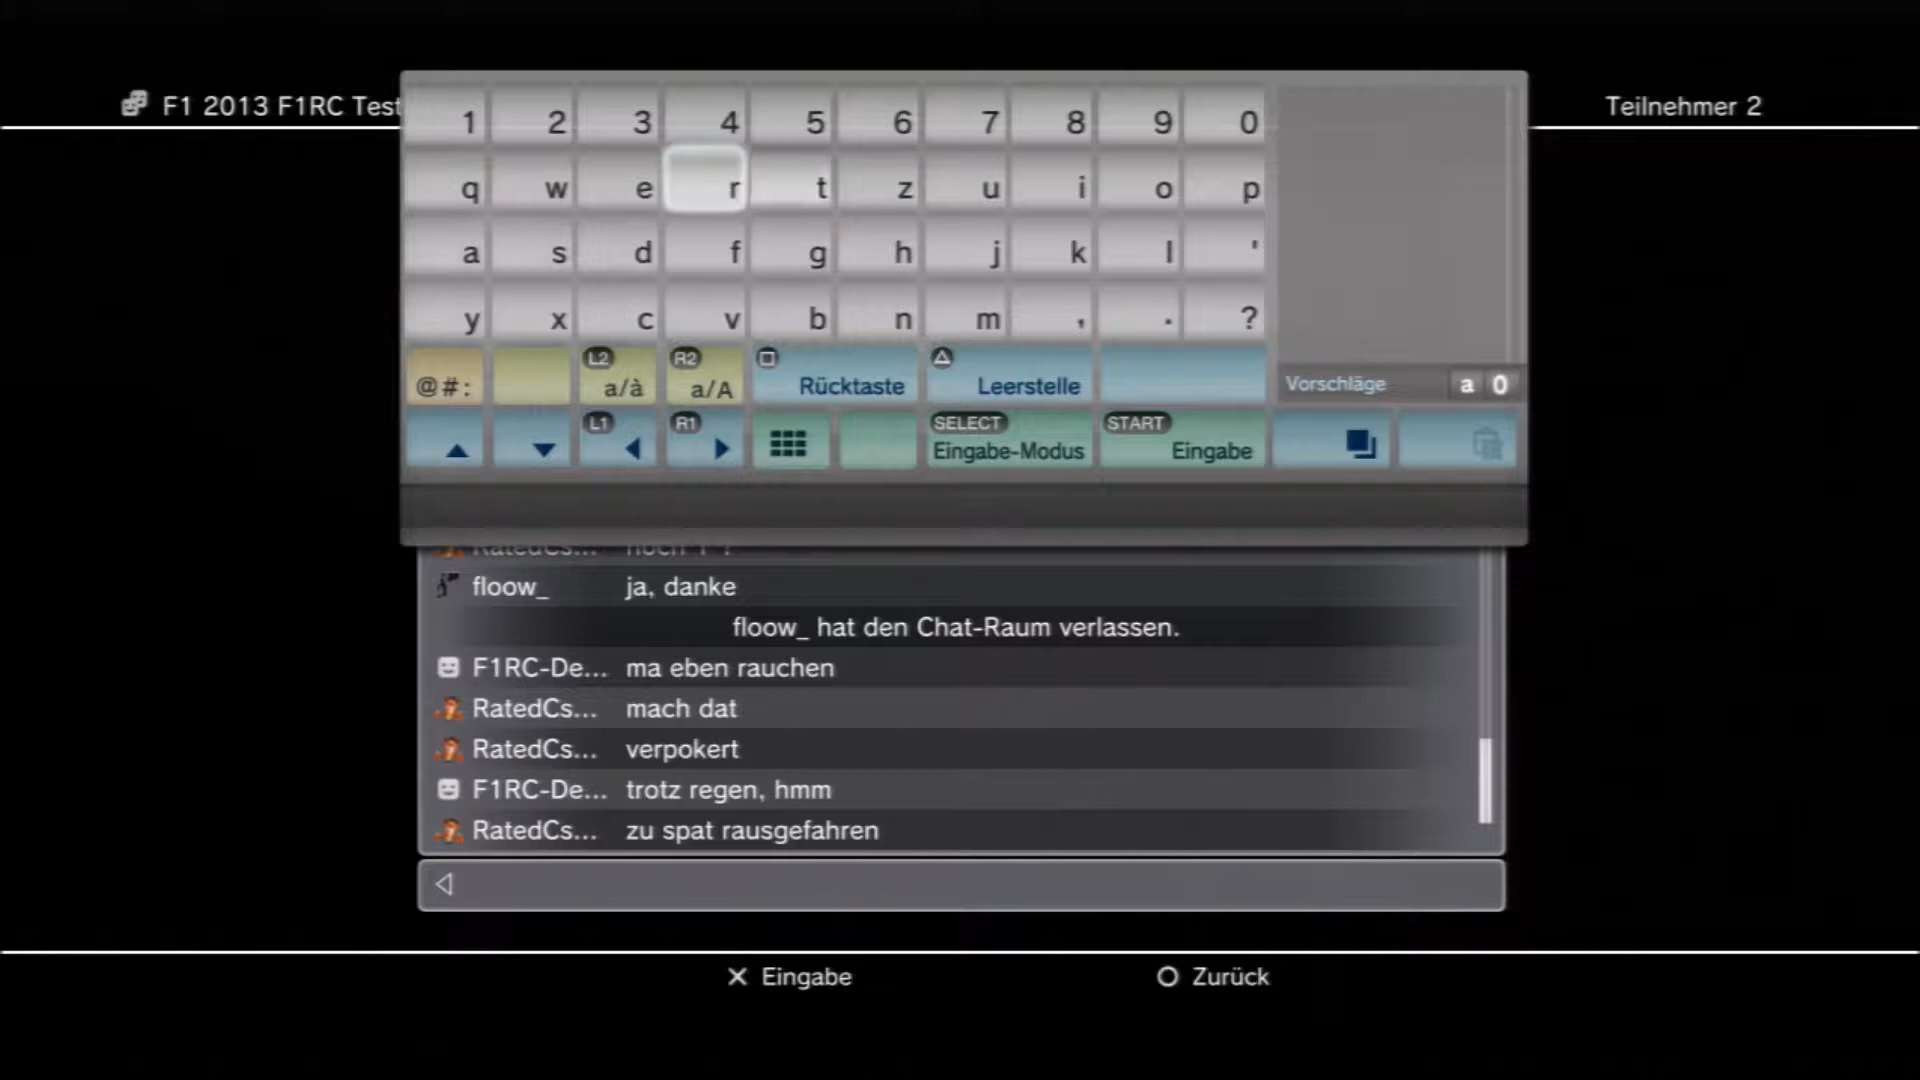 F1 2013 F1RC Test
Teilnehmer 2
1 2 3 4 5 6 7 8 9 0
q w e r t z u i o p
a s d f g h j k l '
y x c v b n m , . ?
@#: L2 a/à R2 a/A Rücktaste Leerstelle
Vorschläge a 0
L1 R1 SELECT Eingabe-Modus START Eingabe
RatedCs... noch 1 ?
floow_ ja, danke
floow_ hat den Chat-Raum verlassen.
F1RC-De... ma eben rauchen
RatedCs... mach dat
RatedCs... verpokert
F1RC-De... trotz regen, hmm
RatedCs... zu spat rausgefahren
Eingabe
Zurück